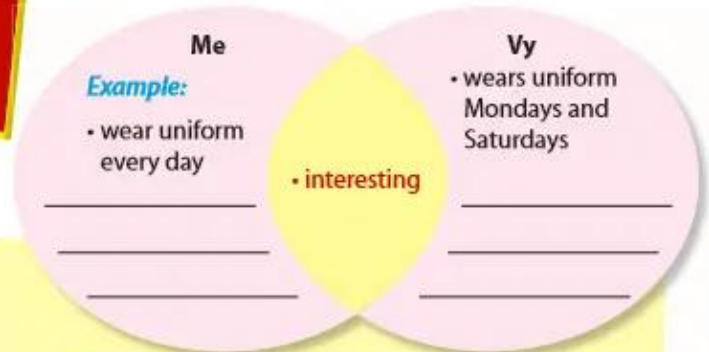 Me
Example:
• wear uniform
every day
• interesting
Vy
• wears uniform
Mondays and
Saturdays